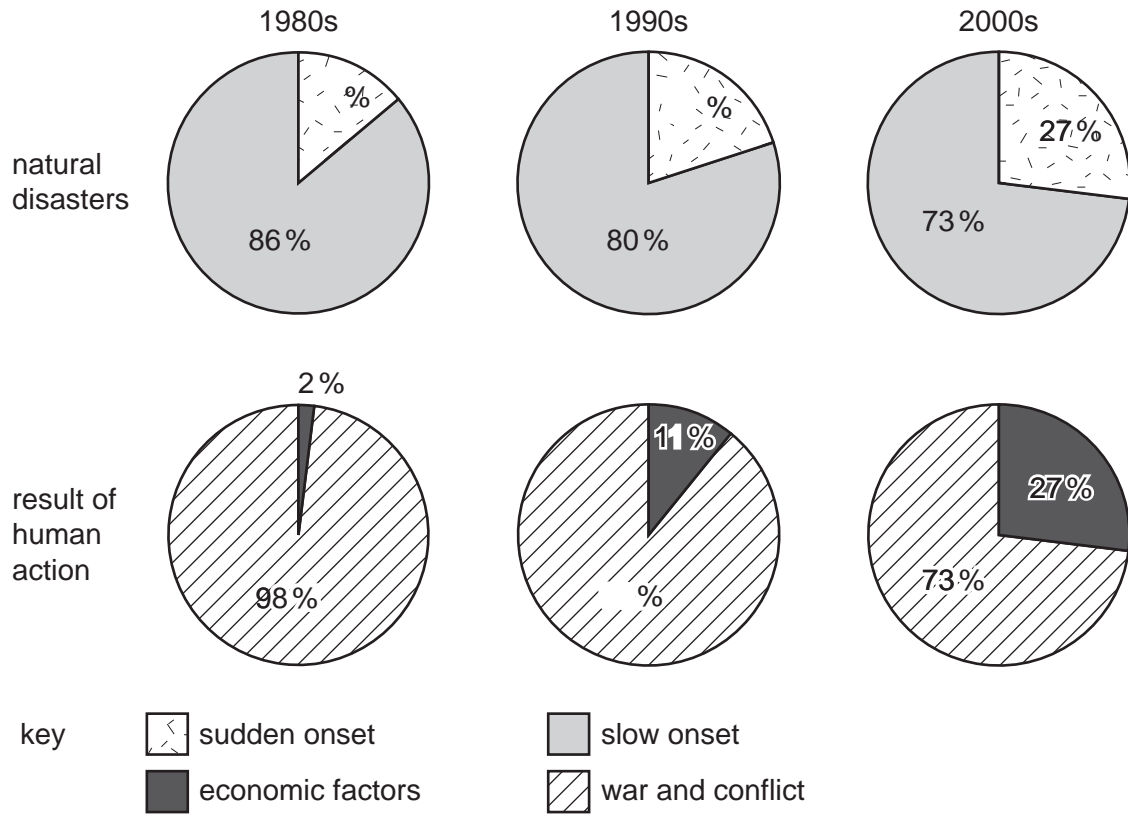 1980s 1990s 2000s
% % 27 %
natural
disasters
86 % 80 % 73 %
2 %
11 %
27 %
result of
human
action
98 % % 73 %
key sudden onset slow onset
economic factors war and conflict